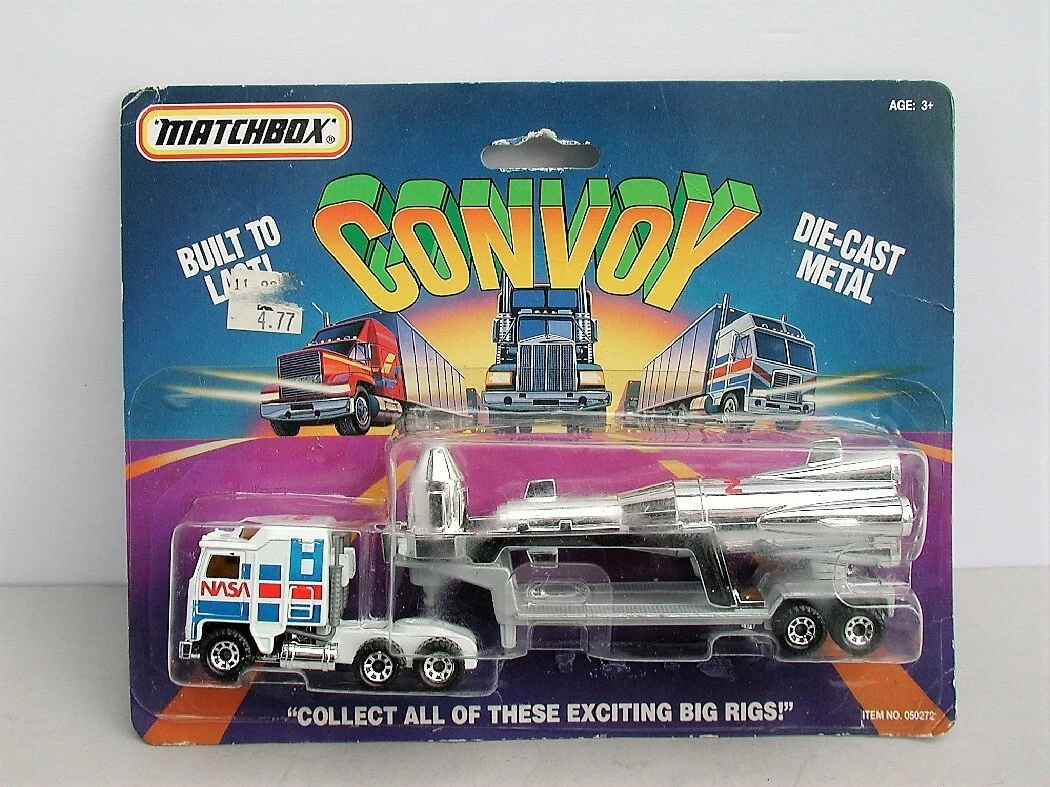 AGE: 3+
"MATCHBOX"®
CONVOY
BUILT TO
LAST!
DIE-CAST
METAL
4.77
NASA
N
"COLLECT ALL OF THESE EXCITING BIG RIGS!"
ITEM NO. 050272